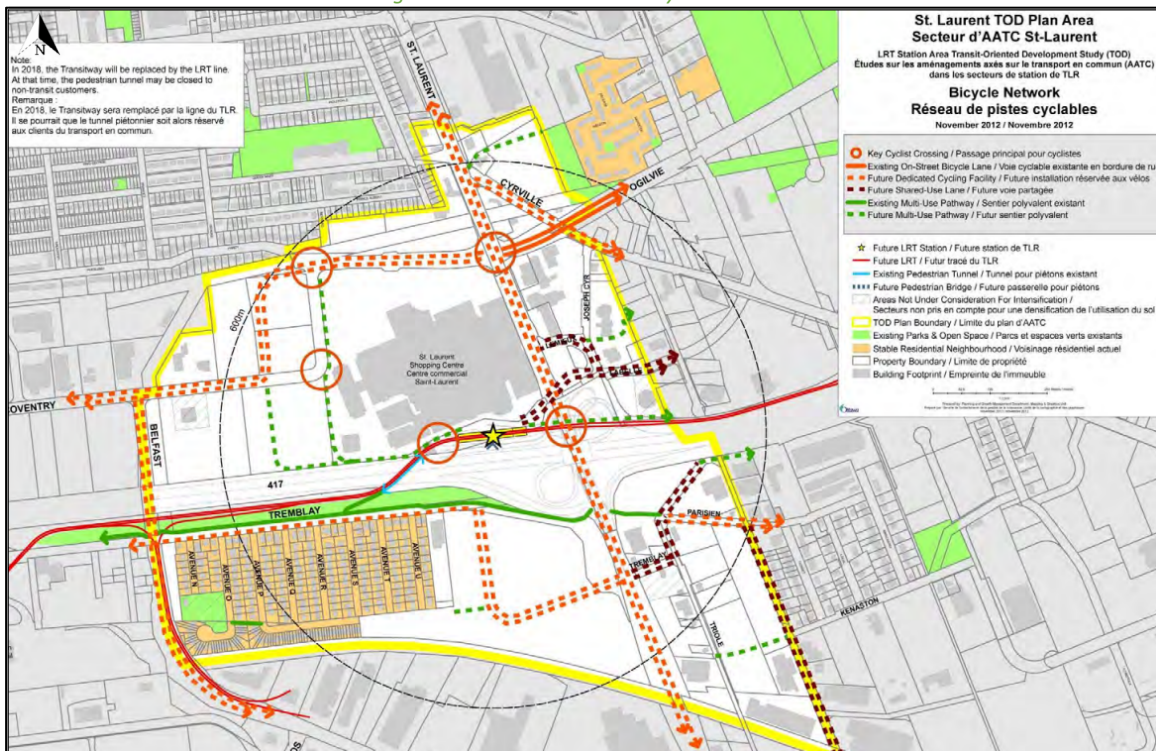 St. Laurent TOD Plan Area
Secteur d'AATC St-Laurent
LRT Station Area Transit-Oriented Development Study (TOD)
Études sur les aménagements axés sur le transport en commun (AATC)
dans les secteurs de station de TLR
Bicycle Network
Réseau de pistes cyclables
November 2012 / Novembre 2012
Key Cyclist Crossing / Passage principal pour cyclistes
Existing On-Street Bicycle Lane / Voie cyclable existante en bordure de ru
Future Dedicated Cycling Facility / Future installation réservée aux vélos
Future Shared-Use Lane / Future voie partagée
Existing Multi-Use Pathway / Sentier polyvalent existant
Future Multi-Use Pathway / Futur sentier polyvalent
Future LRT Station / Future station de TLR
Future LRT / Futur tracé du TLR
Existing Pedestrian Tunnel / Tunnel pour piétons existant
Future Pedestrian Bridge / Future passerelle pour piétons
Areas Not Under Consideration For Intensification /
Secteurs non pris en compte pour une densification de l'utilisation du sol
TOD Plan Boundary / Limite du plan d'AATC
Existing Parks & Open Space / Parcs et espaces verts existants
Stable Residential Neighbourhood / Voisinage résidentiel actuel
Property Boundary / Limite de propriété
Building Footprint / Empreinte de l'immeuble
N
Note:
In 2018, the Transitway will be replaced by the LRT line.
At that time, the pedestrian tunnel may be closed to
non-transit customers.
Remarque :
En 2018, le Transitway sera remplacé par la ligne du TLR.
Il se pourrait que le tunnel piétonnier soit alors réservé
aux clients du transport en commun.
ST. LAURENT
CYRVILLE
OGILVIE
600m
JOSEPH CYR
St. Laurent
Shopping Centre
Centre commercial
Saint-Laurent
OVENTRY
BELFAST
417
TREMBLAY
PARISIEN
TREMBLAY
AVENUE N
AVENUE O
AVENUE P
AVENUE Q
AVENUE R
AVENUE S
AVENUE T
AVENUE U
TRIOLE
KENASTON